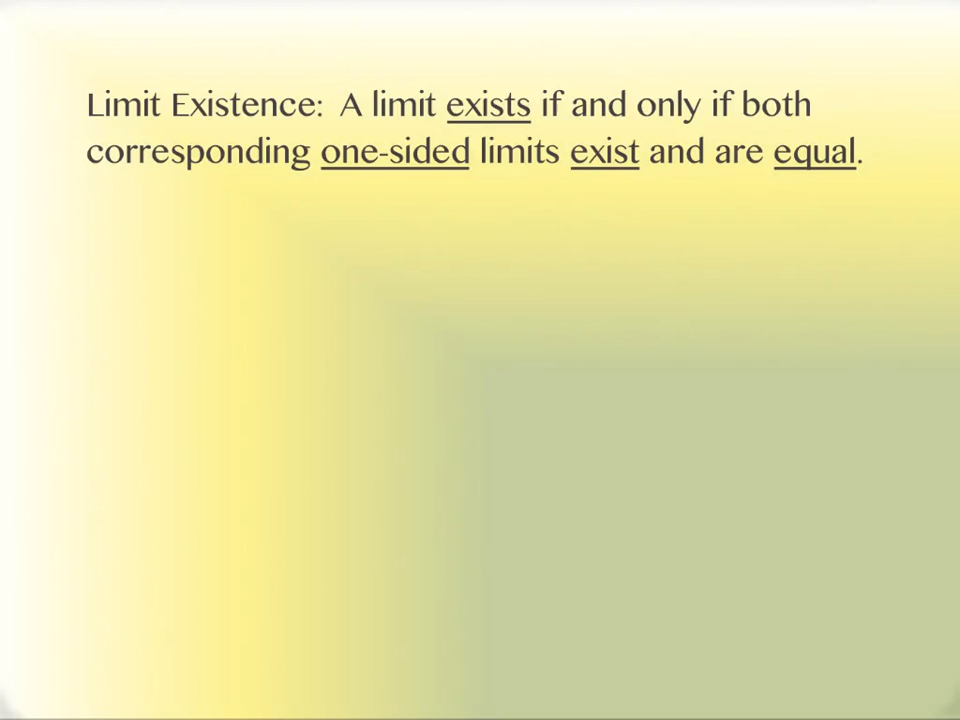 Limit Existence:  A limit exists if and only if both
corresponding one-sided limits exist and are equal.